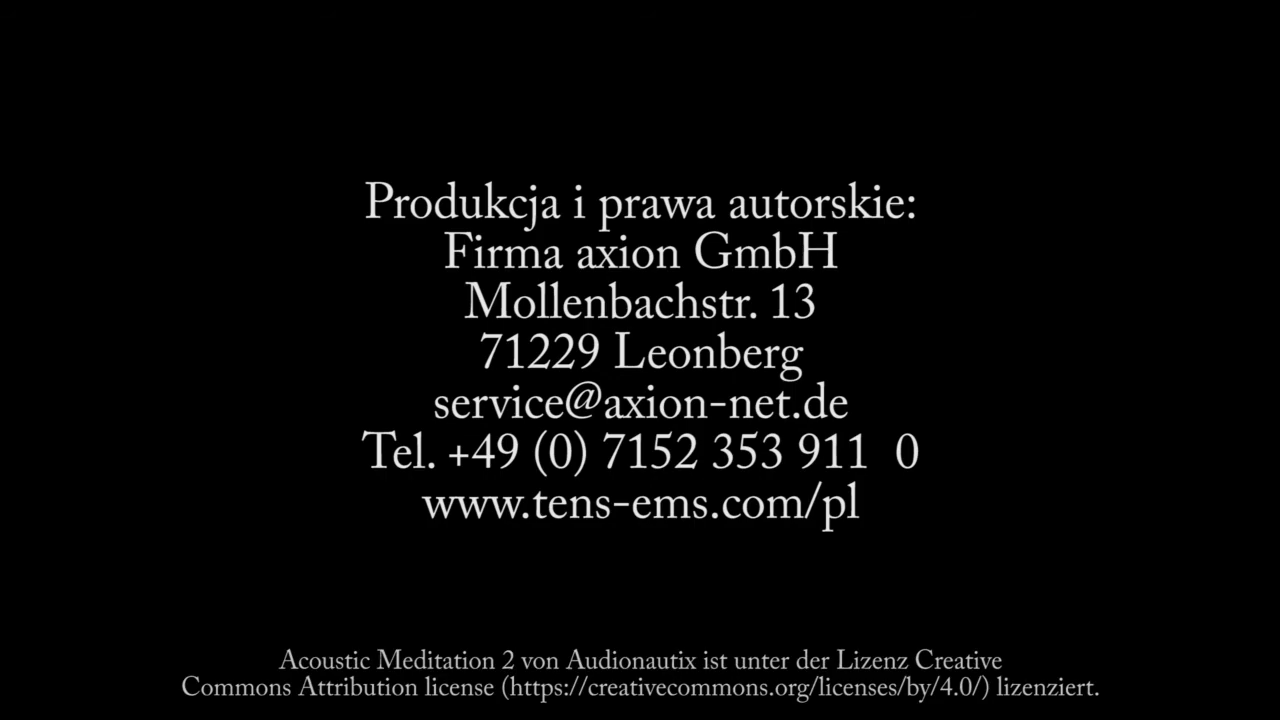 Produkcja i prawa autorskie:
Firma axion GmbH
Mollenbachstr. 13
71229 Leonberg
service@axion-net.de
Tel. +49 (0) 7152 353 911  0
www.tens-ems.com/pl
Acoustic Meditation 2 von Audionautix ist unter der Lizenz Creative
Commons Attribution license (https://creativecommons.org/licenses/by/4.0/) lizenziert.